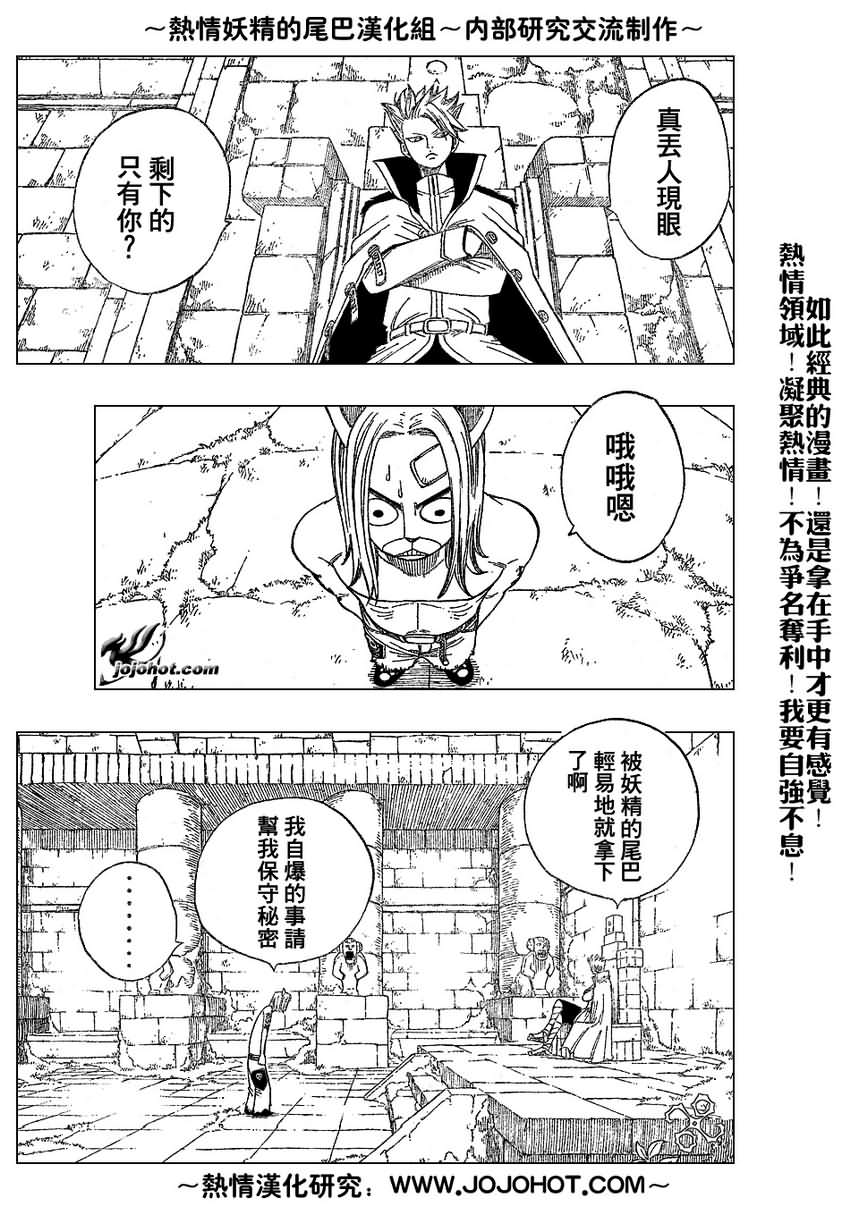 ～熱情妖精的尾巴漢化組～内部研究交流制作～
真丟人現眼
剩下的
只有你？
哦哦嗯
jojohot.com
被妖精的尾巴
輕易地就拿下
了啊
我自爆的事請
幫我保守秘密
········
如此經典的漫畫！還是拿在手中才更有感覺！
熱情領域！凝聚熱情！不為爭名奪利！我要自強不息！
～熱情漢化研究：WWW.JOJOHOT.COM～